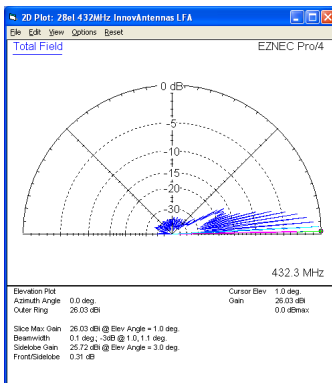 2D Plot: 28el 432MHz InnovAntennas LFA
File Edit View Options Reset
Total Field
EZNEC Pro/4
0 dB
-5
-10
-15
-20
-30
432.3 MHz
Elevation Plot
Azimuth Angle 0.0 deg.
Outer Ring 26.03 dBi
Cursor Elev 1.0 deg.
Gain 26.03 dBi
0.0 dBmax
Slice Max Gain 26.03 dBi @ Elev Angle = 1.0 deg.
Beamwidth 0.1 deg.; -3dB @ 1.0, 1.1 deg.
Sidelobe Gain 25.72 dBi @ Elev Angle = 3.0 deg.
Front/Sidelobe 0.31 dB